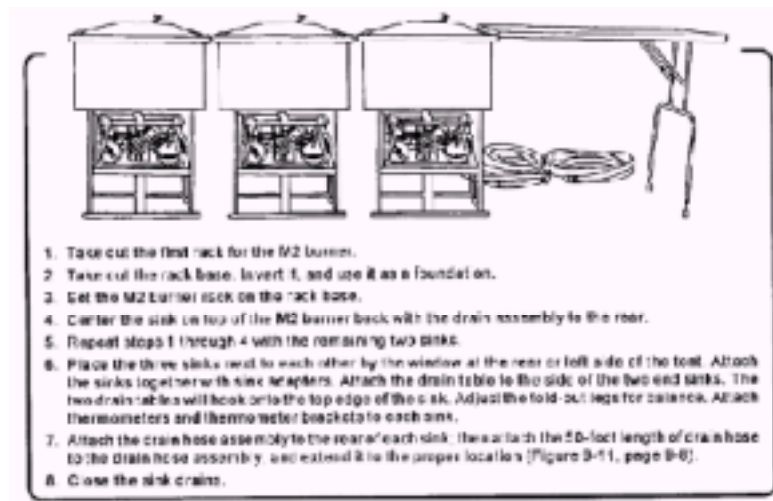 1. Take out the first rack for the M2 burner.
2. Take out the rack base. Invert it, and use it as a foundation.
3. Set the M2 burner rack on the rack base.
4. Center the sink on top of the M2 burner back with the drain assembly to the rear.
5. Repeat steps 1 through 4 with the remaining two sinks.
6. Place the three sinks next to each other by the window at the rear or left side of the tent. Attach
the sinks together with sink adapters. Attach the drain table to the side of the two end sinks. The
two drain tables will hook onto the top edge of the sink. Adjust the fold-out legs for balance. Attach
thermometers and thermometer brackets to each sink.
7. Attach the drain hose assembly to the rear of each sink; then attach the 50-foot length of drain hose
to the drain hose assembly and extend it to the proper location (Figure 9-11, page 9-8).
8. Close the sink drains.